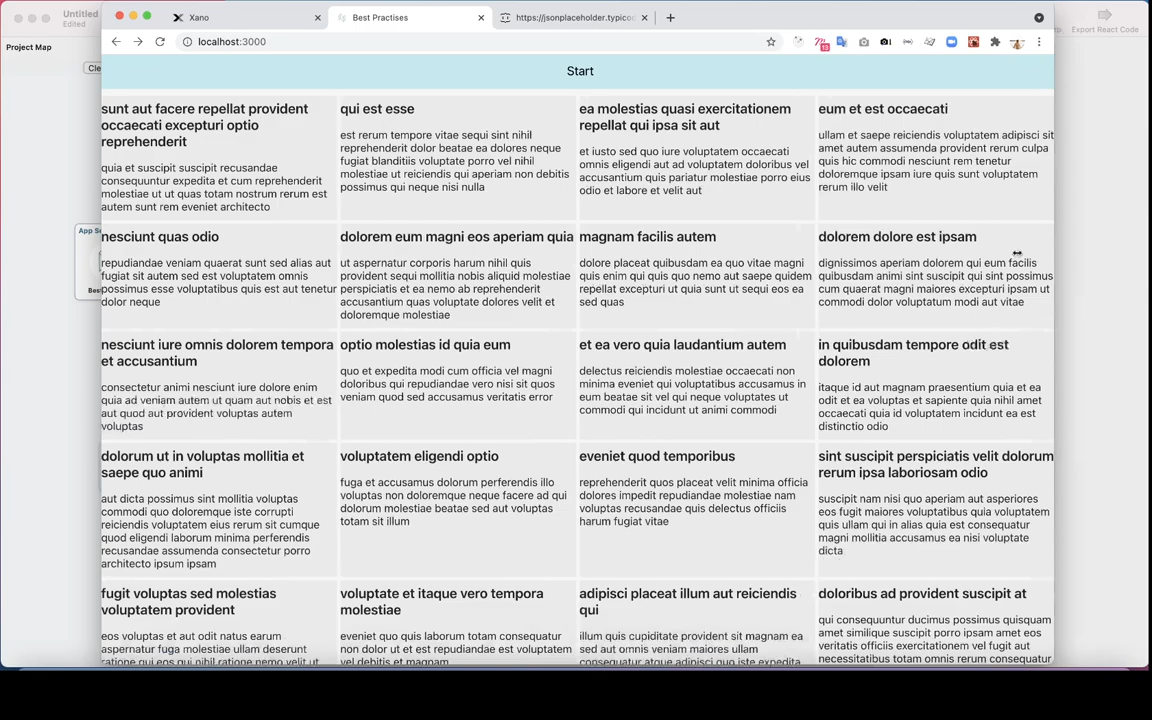 Untitled
Edited
Xano
Best Practises
https://jsonplaceholder.typico
Export React Code
Project Map
localhost:3000
13
Cle
Start
sunt aut facere repellat provident
occaecati excepturi optio
reprehenderit
quia et suscipit suscipit recusandae
consequuntur expedita et cum reprehenderit
molestiae ut ut quas totam nostrum rerum est
autem sunt rem eveniet architecto
qui est esse
est rerum tempore vitae sequi sint nihil
reprehenderit dolor beatae ea dolores neque
fugiat blanditiis voluptate porro vel nihil
molestiae ut reiciendis qui aperiam non debitis
possimus qui neque nisi nulla
ea molestias quasi exercitationem
repellat qui ipsa sit aut
et iusto sed quo iure voluptatem occaecati
omnis eligendi aut ad voluptatem doloribus vel
accusantium quis pariatur molestiae porro eius
odio et labore et velit aut
eum et est occaecati
ullam et saepe reiciendis voluptatem adipisci sit
amet autem assumenda provident rerum culpa
quis hic commodi nesciunt rem tenetur
doloremque ipsam iure quis sunt voluptatem
rerum illo velit
App Se
Bes
nesciunt quas odio
repudiandae veniam quaerat sunt sed alias aut
fugiat sit autem sed est voluptatem omnis
possimus esse voluptatibus quis est aut tenetur
dolor neque
dolorem eum magni eos aperiam quia
ut aspernatur corporis harum nihil quis
provident sequi mollitia nobis aliquid molestiae
perspiciatis et ea nemo ab reprehenderit
accusantium quas voluptate dolores velit et
doloremque molestiae
magnam facilis autem
dolore placeat quibusdam ea quo vitae magni
quis enim qui quis quo nemo aut saepe quidem
repellat excepturi ut quia sunt ut sequi eos ea
sed quas
dolorem dolore est ipsam
dignissimos aperiam dolorem qui eum facilis
quibusdam animi sint suscipit qui sint possimus
cum quaerat magni maiores excepturi ipsam ut
commodi dolor voluptatum modi aut vitae
nesciunt iure omnis dolorem tempora
et accusantium
consectetur animi nesciunt iure dolore enim
quia ad veniam autem ut quam aut nobis et est
aut quod aut provident voluptas autem
voluptas
optio molestias id quia eum
quo et expedita modi cum officia vel magni
doloribus qui repudiandae vero nisi sit quos
veniam quod sed accusamus veritatis error
et ea vero quia laudantium autem
delectus reiciendis molestiae occaecati non
minima eveniet qui voluptatibus accusamus in
eum beatae sit vel qui neque voluptates ut
commodi qui incidunt ut animi commodi
in quibusdam tempore odit est
dolorem
itaque id aut magnam praesentium quia et ea
odit et ea voluptas et sapiente quia nihil amet
occaecati quia id voluptatem incidunt ea est
distinctio odio
dolorum ut in voluptas mollitia et
saepe quo animi
aut dicta possimus sint mollitia voluptas
commodi quo doloremque iste corrupti
reiciendis voluptatem eius rerum sit cumque
quod eligendi laborum minima perferendis
recusandae assumenda consectetur porro
architecto ipsum ipsam
voluptatem eligendi optio
fuga et accusamus dolorum perferendis illo
voluptas non doloremque neque facere ad qui
dolorum molestiae beatae sed aut voluptas
totam sit illum
eveniet quod temporibus
reprehenderit quos placeat velit minima officia
dolores impedit repudiandae molestiae nam
voluptas recusandae quis delectus officiis
harum fugiat vitae
sint suscipit perspiciatis velit dolorum
rerum ipsa laboriosam odio
suscipit nam nisi quo aperiam aut asperiores
eos fugit maiores voluptatibus quia voluptatem
quis ullam qui in alias quia est consequatur
magni mollitia accusamus ea nisi voluptate
dicta
fugit voluptas sed molestias
voluptatem provident
eos voluptas et aut odit natus earum
aspernatur fuga molestiae ullam deserunt
ratione qui eos qui nihil ratione nemo velit ut
voluptate et itaque vero tempora
molestiae
eveniet quo quis laborum totam consequatur
non dolor ut et est repudiandae est voluptatem
vel debitis et magnam
adipisci placeat illum aut reiciendis
qui
illum quis cupiditate provident sit magnam ea
sed aut omnis veniam maiores ullam
consequatur atque adipisci quo iste expedita
doloribus ad provident suscipit at
qui consequuntur ducimus possimus quisquam
amet similique suscipit porro ipsam amet eos
veritatis officiis exercitationem vel fugit aut
necessitatibus totam omnis rerum consequatur